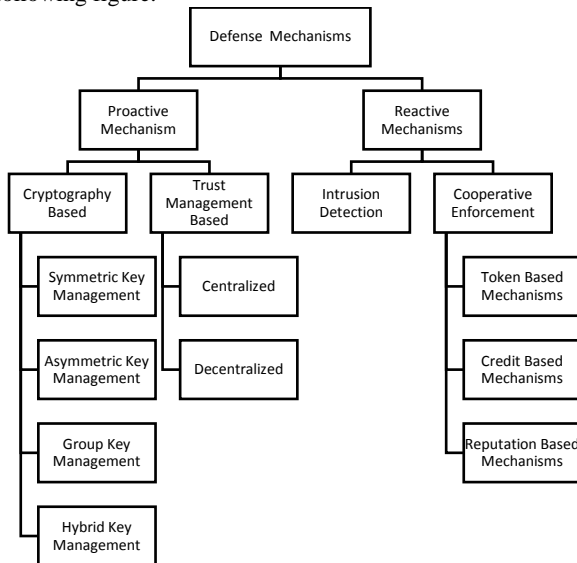 following figure.
Defense Mechanisms
Proactive
Mechanism
Reactive
Mechanisms
Cryptography
Based
Trust
Management
Based
Intrusion
Detection
Cooperative
Enforcement
Symmetric Key
Management
Centralized
Token Based
Mechanisms
Asymmetric Key
Management
Decentralized
Credit Based
Mechanisms
Group Key
Management
Reputation Based
Mechanisms
Hybrid Key
Management